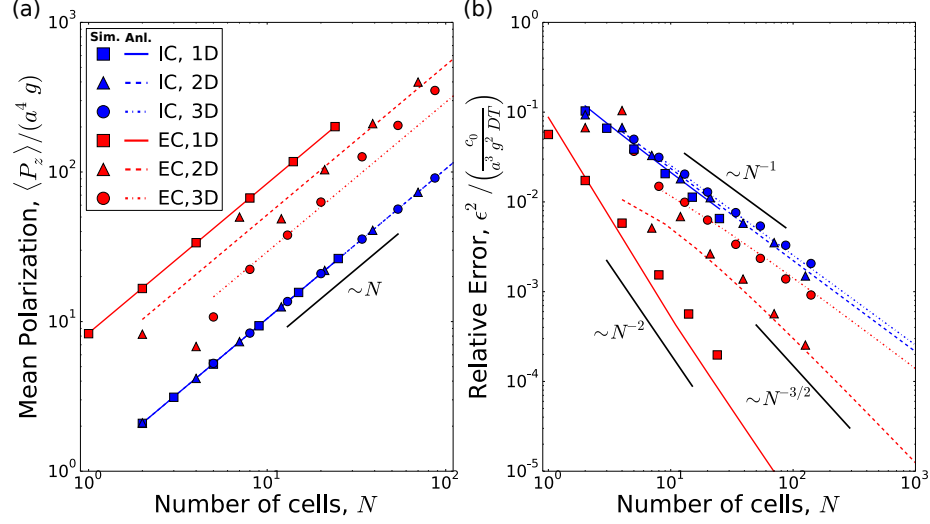 (a)
(b)
Mean Polarization, ⟨P_z⟩/(a^4 g)
10^3
10^2
10^1
10^0
Sim. Anl.
IC, 1D
IC, 2D
IC, 3D
EC,1D
EC,2D
EC,3D
∼N
10^0 10^1 10^2
Number of cells, N
Relative Error, ϵ^2/(c_0/(a^3 g^2 DT))
10^0
10^-1
10^-2
10^-3
10^-4
10^-5
∼N^-1
∼N^-2
∼N^-3/2
10^0 10^1 10^2 10^3
Number of cells, N